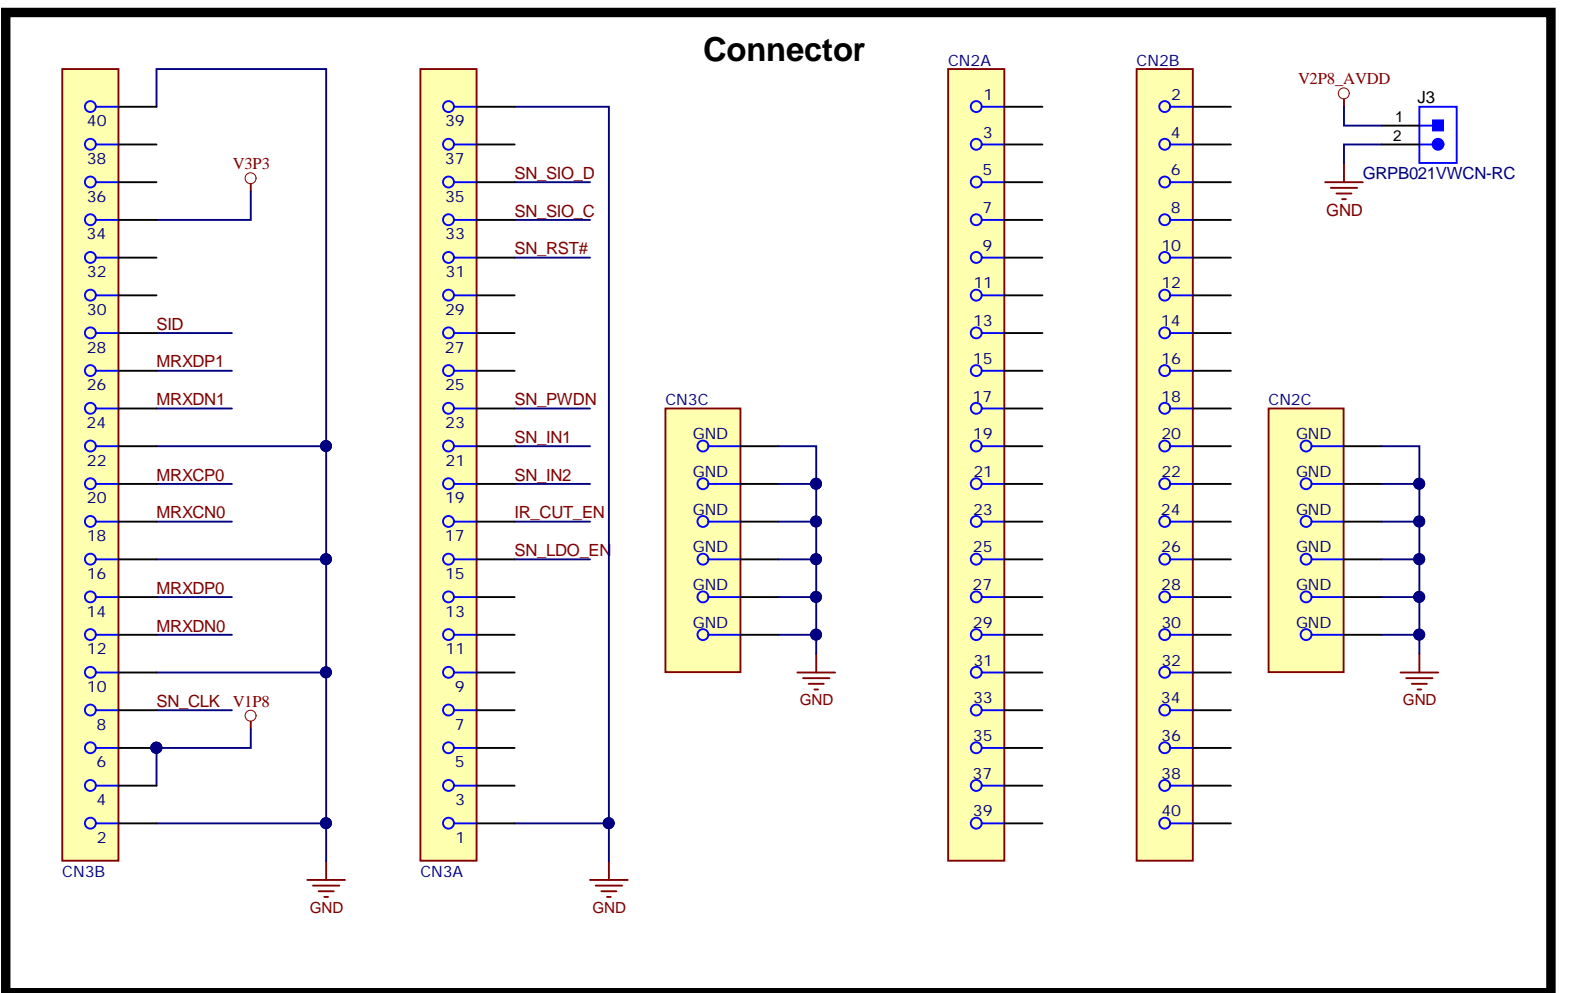 Connector
CN3B
40
38
36
34
32
30
28
26
24
22
20
18
16
14
12
10
8
6
4
2
V3P3
SID
MRXDP1
MRXDN1
MRXCP0
MRXCN0
MRXDP0
MRXDN0
SN_CLK
V1P8
GND
CN3A
39
37
35
33
31
29
27
25
23
21
19
17
15
13
11
9
7
5
3
1
SN_SIO_D
SN_SIO_C
SN_RST#
SN_PWDN
SN_IN1
SN_IN2
IR_CUT_EN
SN_LDO_EN
GND
CN3C
GND
GND
GND
GND
GND
GND
GND
CN2A
1
3
5
7
9
11
13
15
17
19
21
23
25
27
29
31
33
35
37
39
CN2B
2
4
6
8
10
12
14
16
18
20
22
24
26
28
30
32
34
36
38
40
V2P8_AVDD
J3
1
2
GRPB021VWCN-RC
GND
CN2C
GND
GND
GND
GND
GND
GND
GND